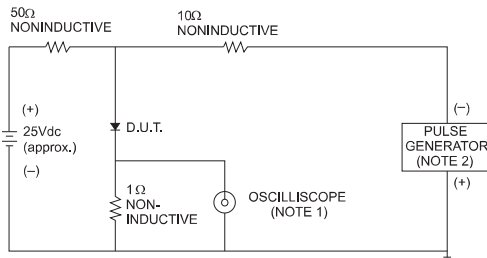 50Ω
NONINDUCTIVE
10Ω
NONINDUCTIVE
(+)
25Vdc
(approx.)
(–)
D.U.T.
1Ω
NON-
INDUCTIVE
OSCILLISCOPE
(NOTE 1)
(–)
PULSE
GENERATOR
(NOTE 2)
(+)